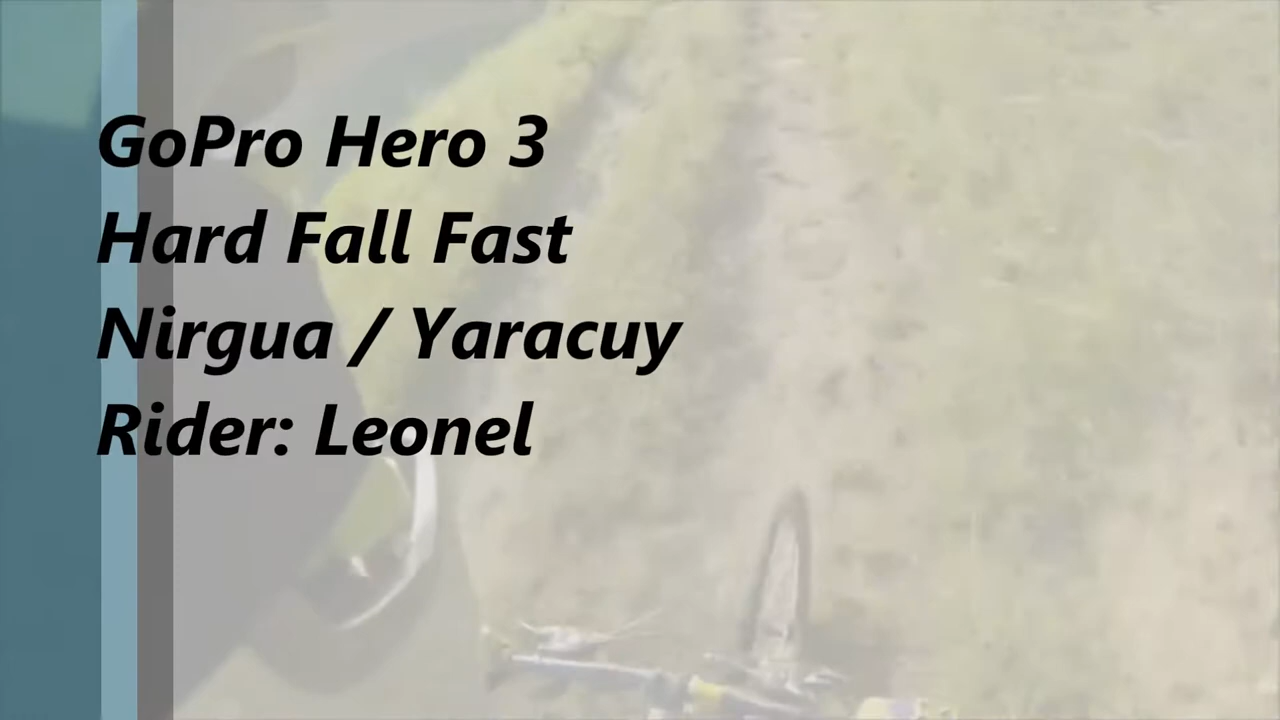 GoPro Hero 3
Hard Fall Fast
Nirgua / Yaracuy
Rider: Leonel